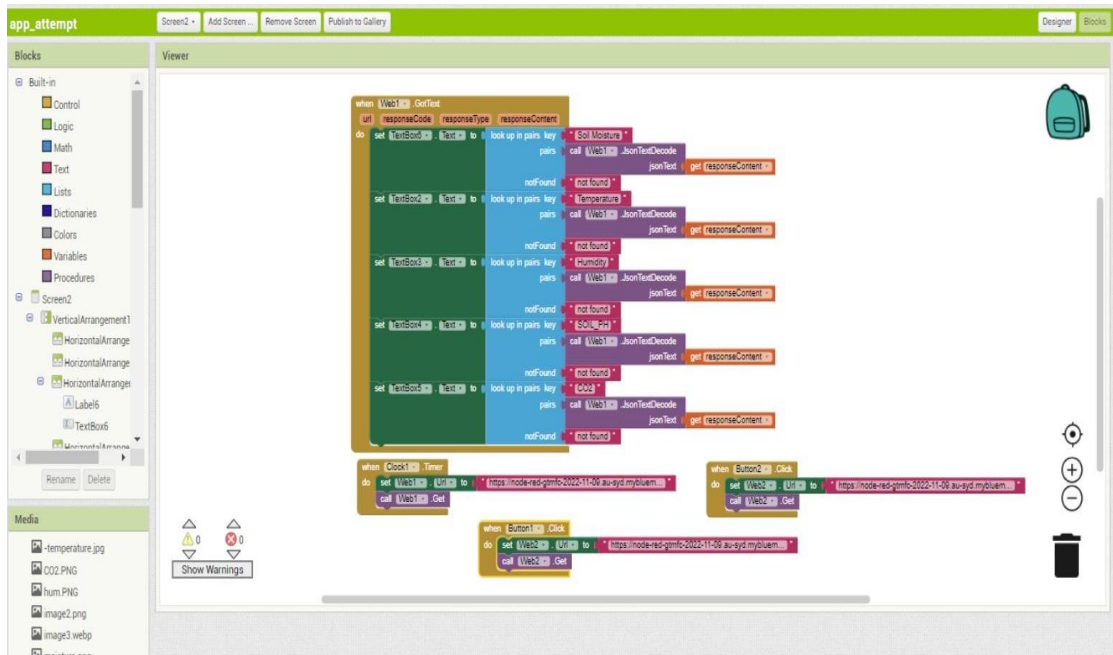 app_attempt
Screen2
Add Screen ...
Remove Screen
Publish to Gallery
Designer
Blocks
Blocks
Viewer
Built-in
Control
Logic
Math
Text
Lists
Dictionaries
Colors
Variables
Procedures
Screen2
VerticalArrangement1
HorizontalArrange
HorizontalArrange
HorizontalArranger
Label6
TextBox6
HorizontalArrange
Rename
Delete
Media
-temperature.jpg
CO2.PNG
hum.PNG
image2.png
image3.webp
when Web1 .GotText
url responseCode responseType responseContent
do set . Text to look up in pairs key " Soil Moisture "
pairs call Web1 .JsonTextDecode
jsonText get responseContent
notFound " not found "
set TextBox2 . Text to look up in pairs key " Temperature "
pairs call Web1 .JsonTextDecode
jsonText get responseContent
notFound " not found "
set TextBox3 . Text to look up in pairs key " Humidity "
pairs call Web1 .JsonTextDecode
jsonText get responseContent
notFound " not found "
set TextBox4 . Text to look up in pairs key " SOIL_PH "
pairs call Web1 .JsonTextDecode
jsonText get responseContent
notFound " not found "
set TextBox5 . Text to look up in pairs key " CO2 "
pairs call Web1 .JsonTextDecode
jsonText get responseContent
notFound " not found "
when Clock1 .Timer
do set Web1 . Url to " https://node-red-gtmfo-2022-11-09.au-syd.mybluem... "
call Web1 .Get
when Button2 .Click
do set Web2 . Url to " https://node-red-gtmfo-2022-11-09.au-syd.mybluem... "
call Web2 .Get
when Button1 .Click
do set Web2 . Url to " https://node-red-gtmfo-2022-11-09.au-syd.mybluem... "
call Web2 .Get
0
0
Show Warnings